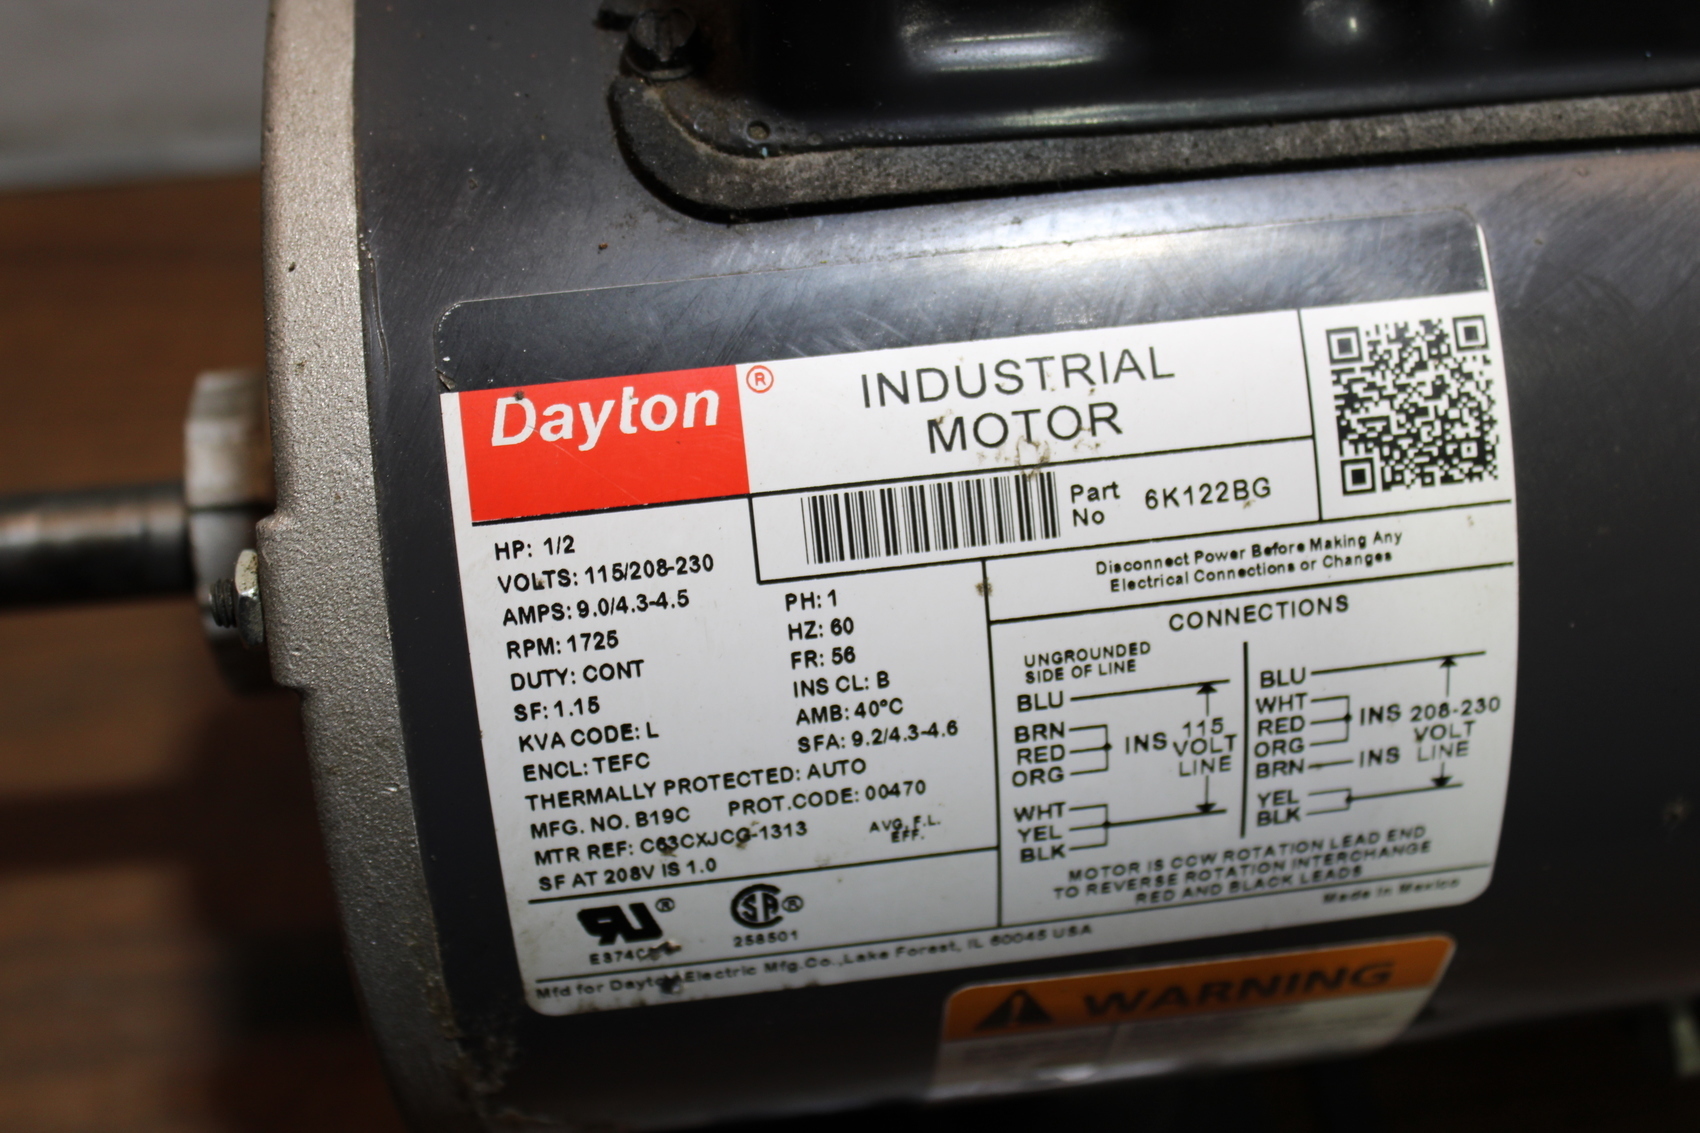 Dayton®
INDUSTRIAL
MOTOR
Part
No
6K122BG
HP: 1/2
VOLTS: 115/208-230
AMPS: 9.0/4.3-4.5
RPM: 1725
DUTY: CONT
SF: 1.15
KVA CODE: L
ENCL: TEFC
THERMALLY PROTECTED: AUTO
MFG. NO. B19C PROT.CODE: 00470
MTR REF: C63CXJCG-1313
SF AT 208V IS 1.0
PH: 1
HZ: 60
FR: 56
INS CL: B
AMB: 40°C
SFA: 9.2/4.3-4.6
AVG. F.L.
EFF.
Disconnect Power Before Making Any
Electrical Connections or Changes
CONNECTIONS
UNGROUNDED
SIDE OF LINE
BLU
BRN
RED
ORG
INS
WHT
YEL
BLK
115
VOLT
LINE
BLU
WHT
RED
ORG
INS
BRN
INS
YEL
BLK
208-230
VOLT
LINE
MOTOR IS CCW ROTATION LEAD END
TO REVERSE ROTATION INTERCHANGE
RED AND BLACK LEADS
Made in Mexico
RU®
SA®
258501
Mfd for Dayton Electric Mfg.Co.,Lake Forest, IL 60045 USA
WARNING